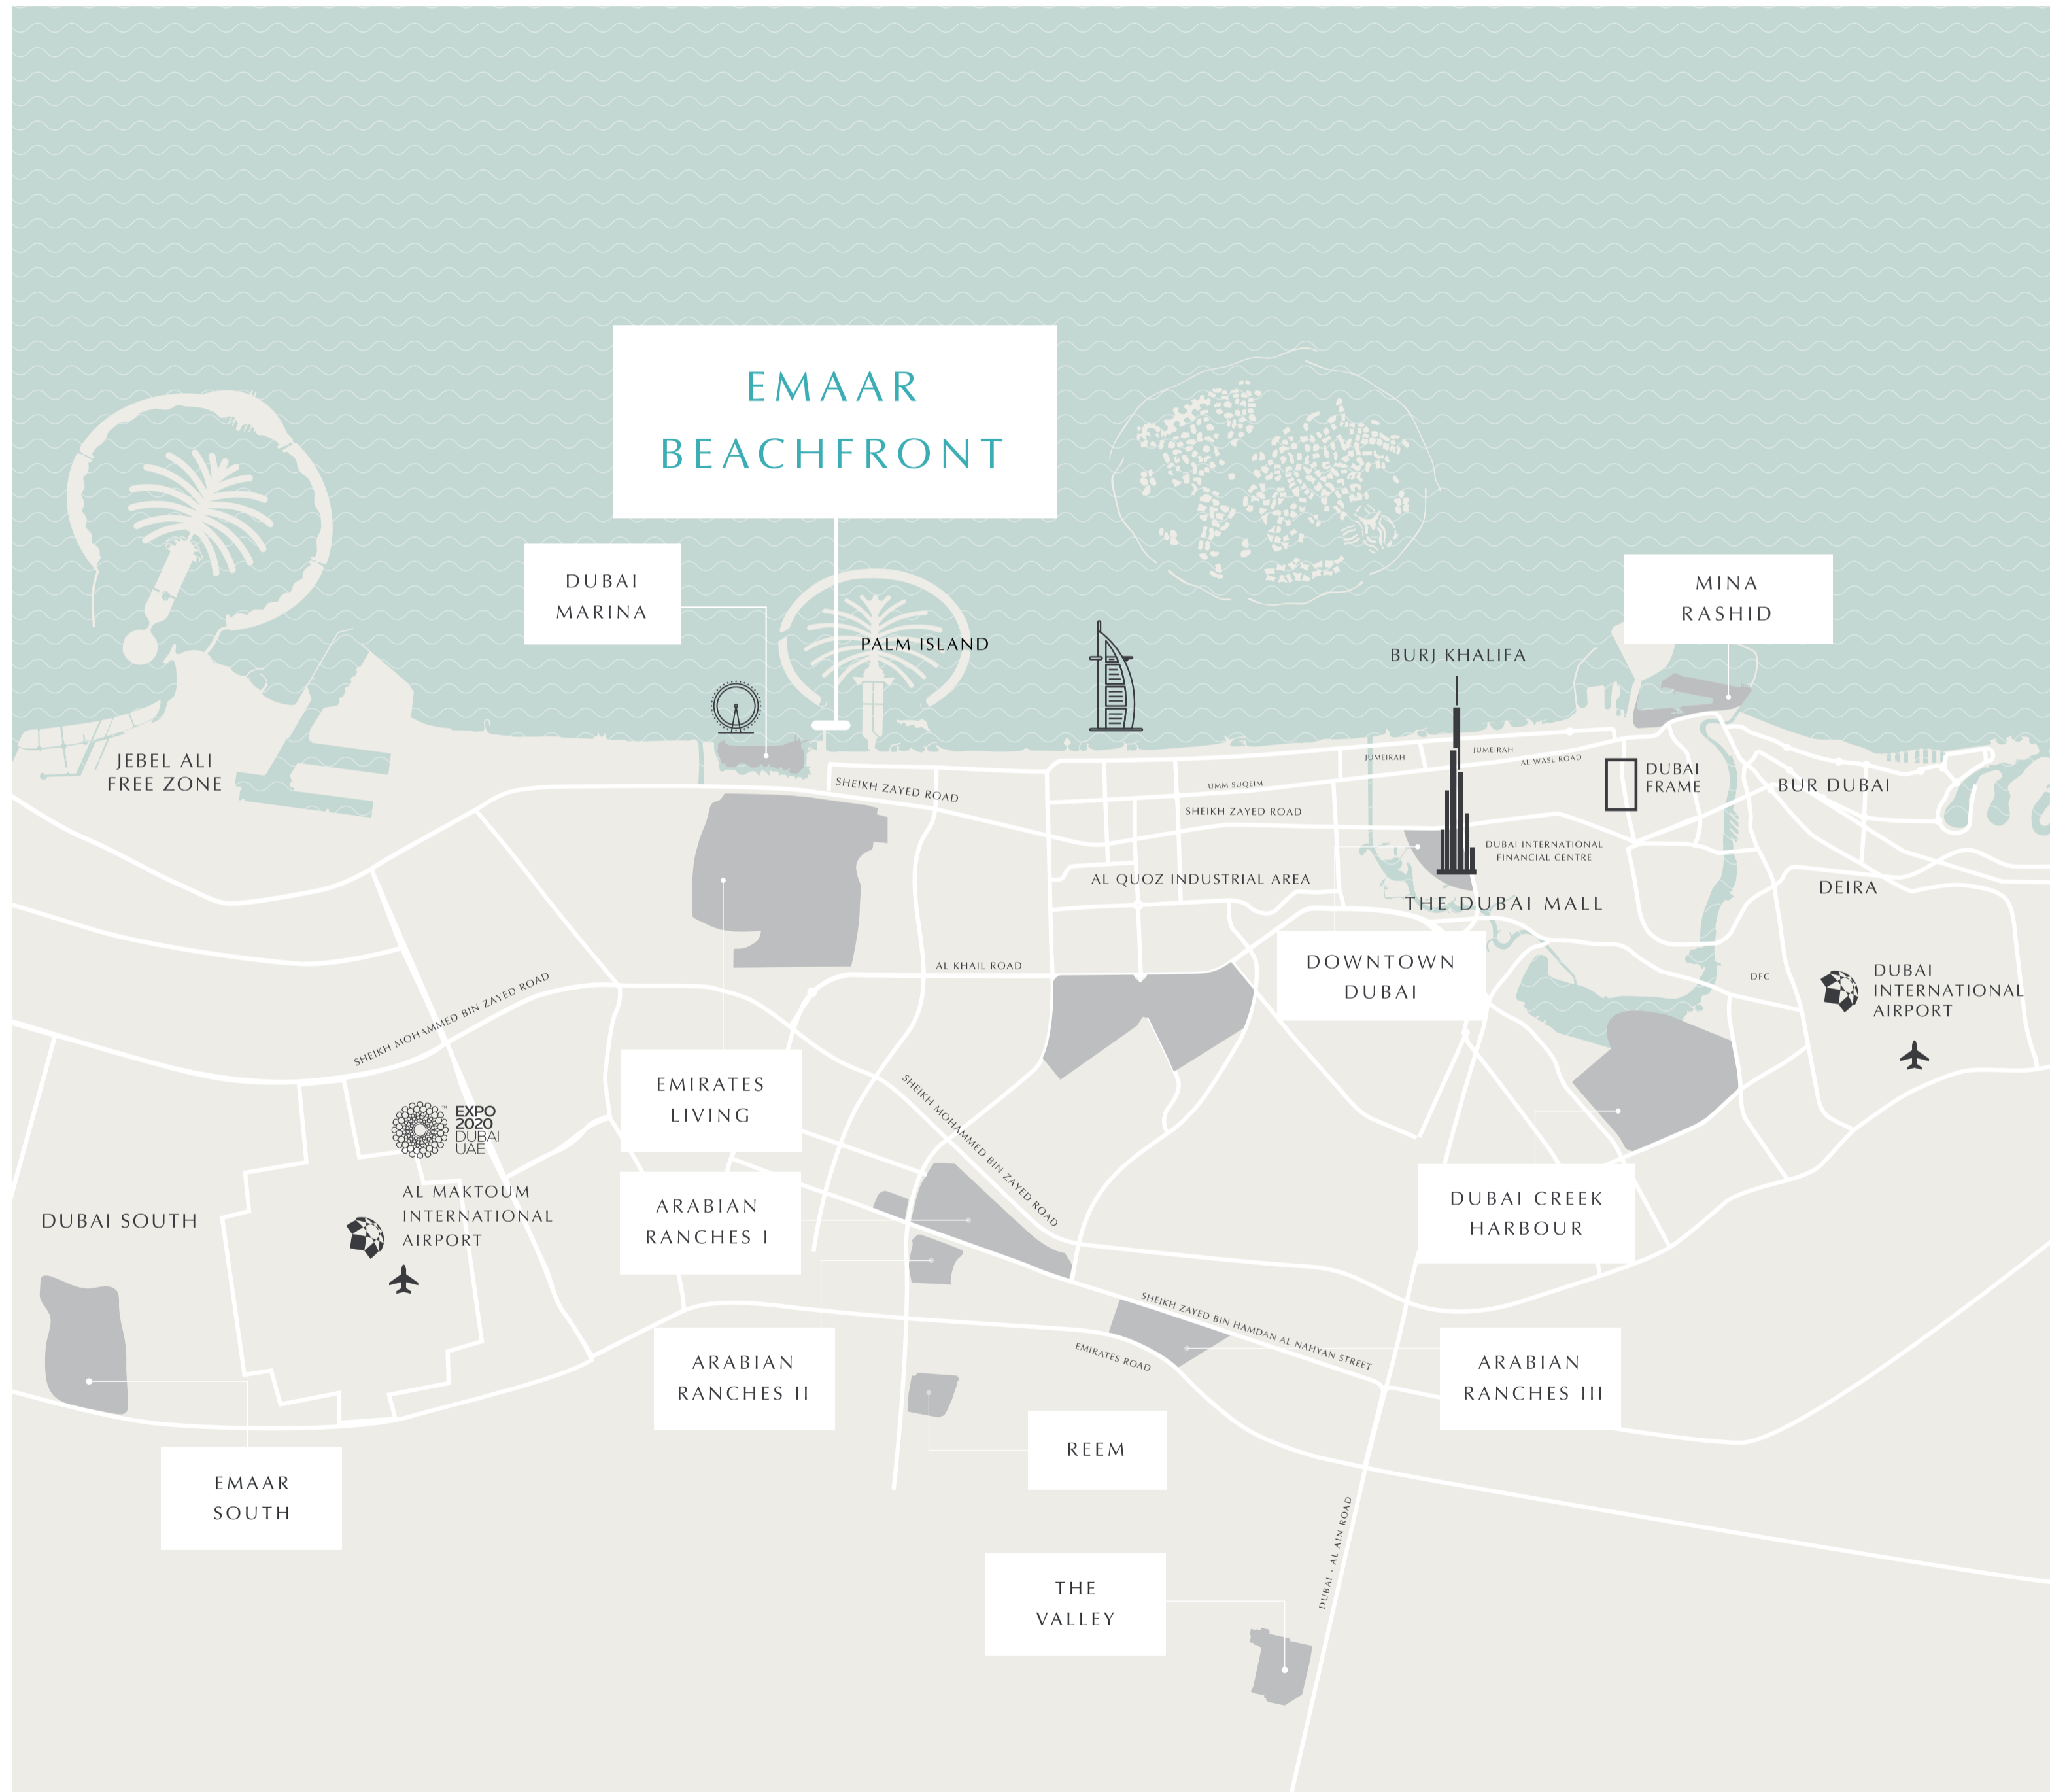 EMAAR
BEACHFRONT
DUBAI
MARINA
PALM ISLAND
MINA
RASHID
BURJ KHALIFA
JEBEL ALI
FREE ZONE
SHEIKH ZAYED ROAD
JUMEIRAH
JUMEIRAH
AL WASL ROAD
UMM SUQEIM
SHEIKH ZAYED ROAD
DUBAI
FRAME
BUR DUBAI
DUBAI INTERNATIONAL
FINANCIAL CENTRE
AL QUOZ INDUSTRIAL AREA
THE DUBAI MALL
DEIRA
AL KHAIL ROAD
DOWNTOWN
DUBAI
DFC
DUBAI
INTERNATIONAL
AIRPORT
SHEIKH MOHAMMED BIN ZAYED ROAD
EMIRATES
LIVING
SHEIKH MOHAMMED BIN ZAYED ROAD
EXPO
2020
DUBAI
UAE
™
AL MAKTOUM
INTERNATIONAL
AIRPORT
DUBAI SOUTH
ARABIAN
RANCHES I
DUBAI CREEK
HARBOUR
SHEIKH ZAYED BIN HAMDAN AL NAHYAN STREET
EMIRATES ROAD
ARABIAN
RANCHES II
ARABIAN
RANCHES III
REEM
EMAAR
SOUTH
DUBAI - AL AIN ROAD
THE
VALLEY